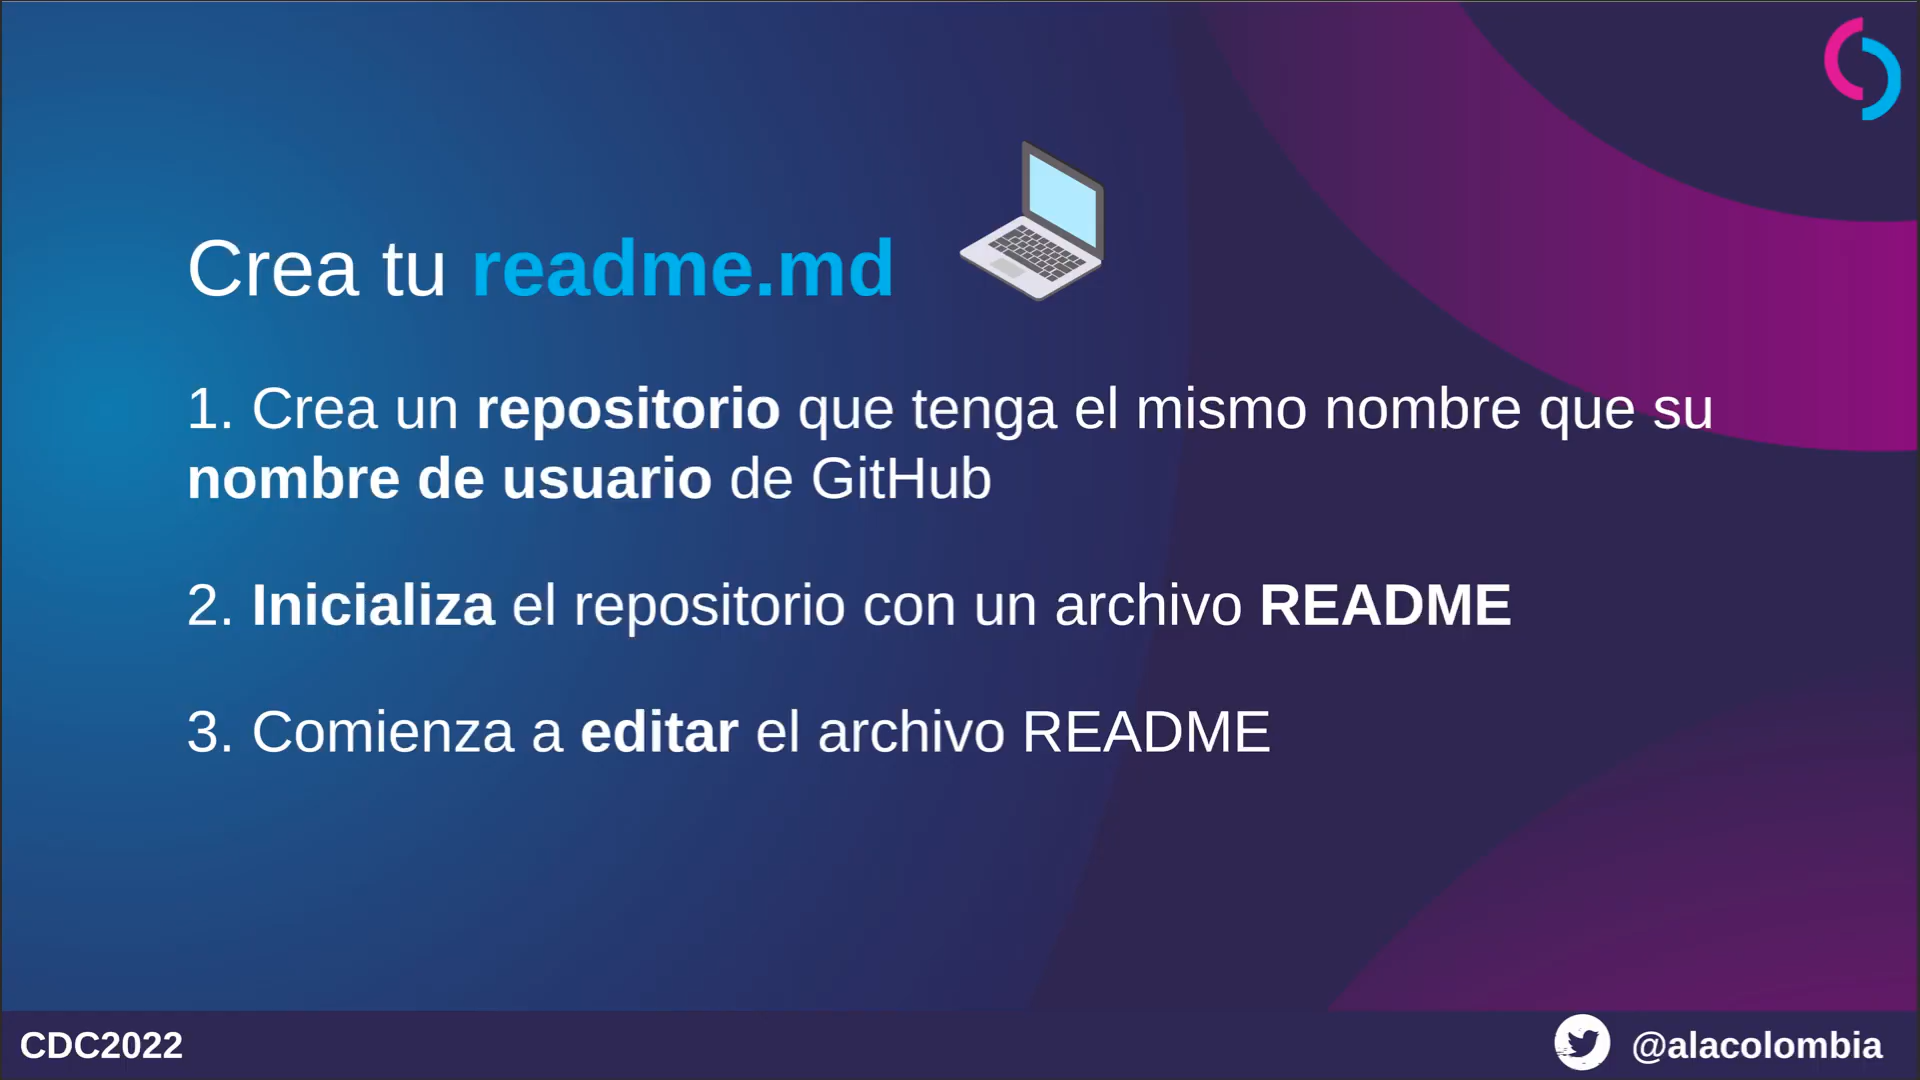 Crea tu readme.md
1. Crea un repositorio que tenga el mismo nombre que su
nombre de usuario de GitHub
2. Inicializa el repositorio con un archivo README
3. Comienza a editar el archivo README
CDC2022
@alacolombia